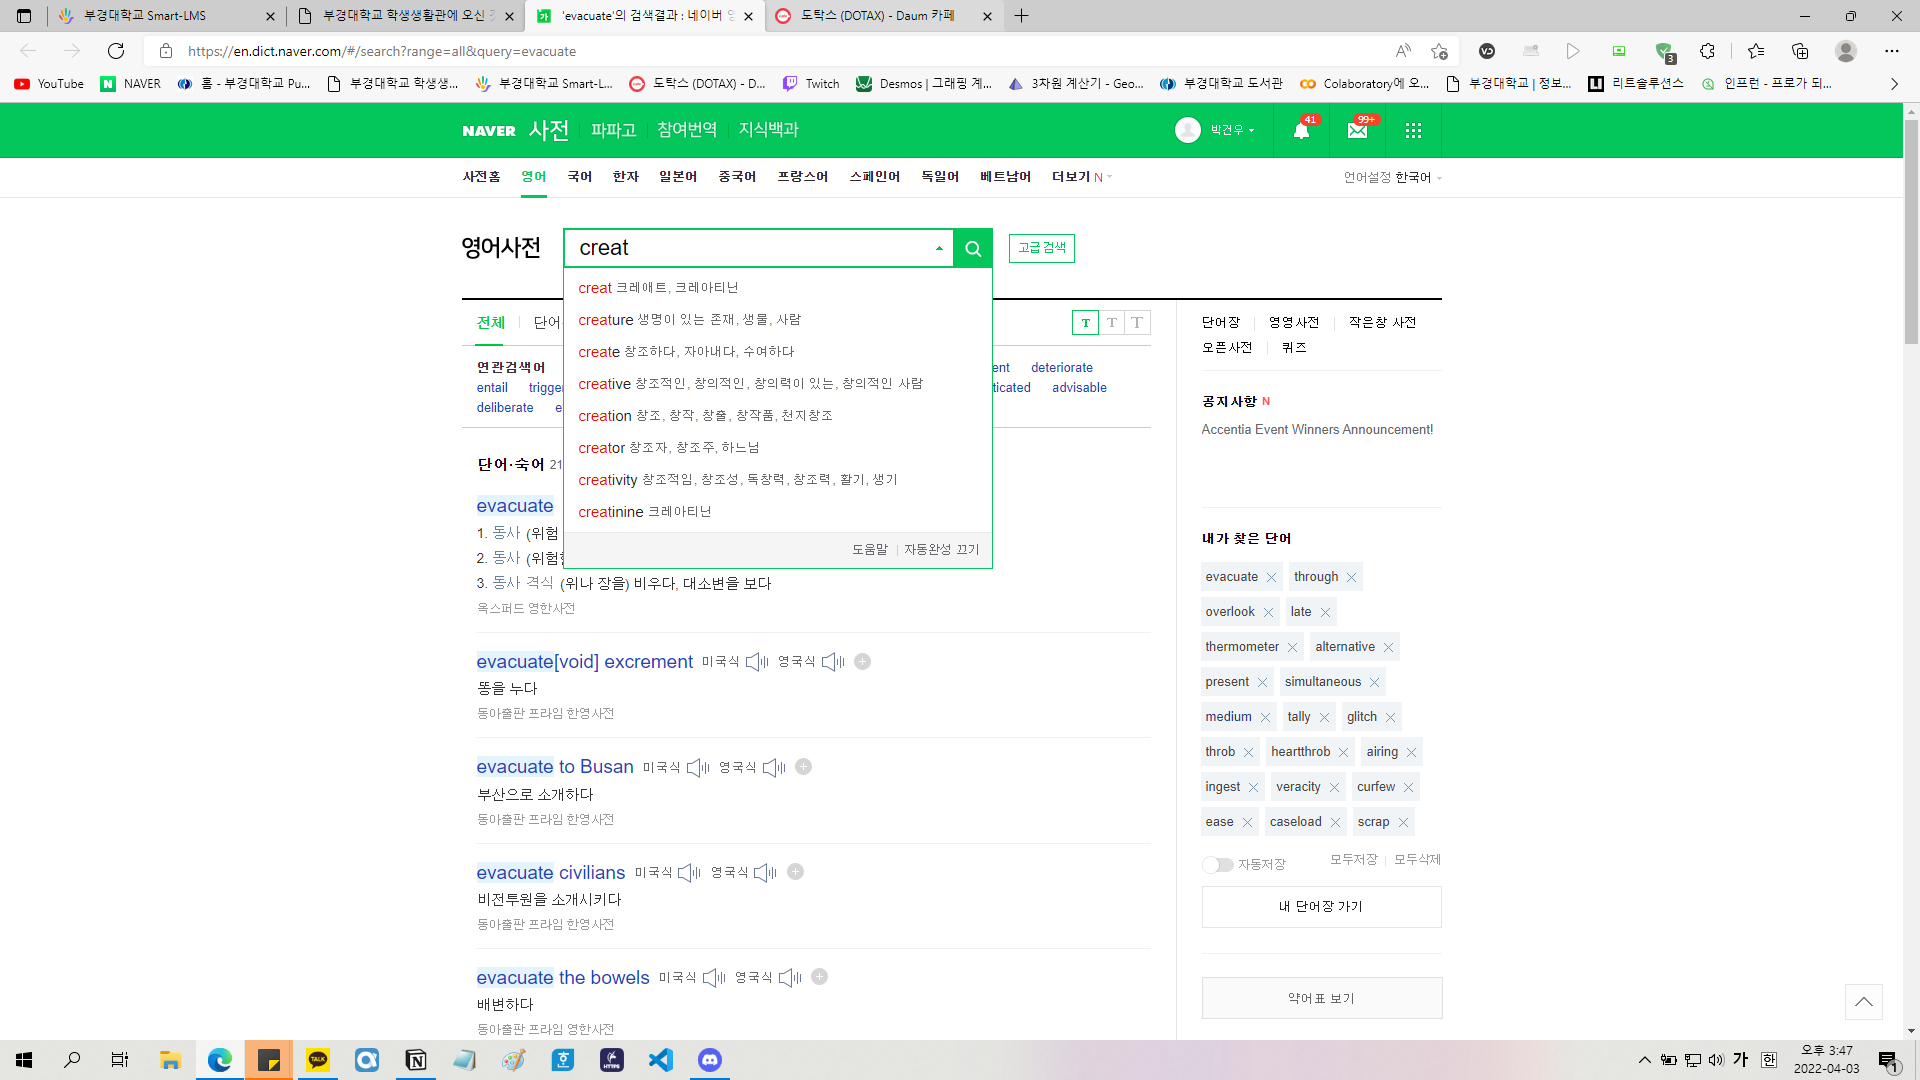 부경대학교 Smart-LMS
부경대학교 학생생활관에 오신 것
'evacuate'의 검색결과 : 네이버 영
도탁스 (DOTAX) - Daum 카페
https://en.dict.naver.com/#/search?range=all&query=evacuate
3
YouTube
NAVER
홈 - 부경대학교 Pu...
부경대학교 학생생...
부경대학교 Smart-L...
도탁스 (DOTAX) - D...
Twitch
Desmos | 그래핑 계...
3차원 계산기 - Geo...
부경대학교 도서관
Colaboratory에 오...
부경대학교 | 정보...
리트솔루션스
인프런 - 프로가 되...
NAVER 사전 파파고 참여번역 지식백과
박건우
41
99+
사전홈 영어 국어 한자 일본어 중국어 프랑스어 스페인어 독일어 베트남어 더보기 N
언어설정 한국어
영어사전
creat
고급 검색
creat 크레애트, 크레아티닌
creature 생명이 있는 존재, 생물, 사람
create 창조하다, 자아내다, 수여하다
creative 창조적인, 창의적인, 창의력이 있는, 창의적인 사람
creation 창조, 창작, 창출, 창작품, 천지창조
creator 창조자, 창조주, 하느님
creativity 창조적임, 창조성, 독창력, 창조력, 활기, 생기
creatinine 크레아티닌
도움말 자동완성 끄기
전체 단어
T T T
연관검색어
ent deteriorate
entail trigger
ticated advisable
deliberate e
단어·숙어 21
evacuate
1. 동사 (위험
2. 동사 (위험한
3. 동사 격식 (위나 장을) 비우다, 대소변을 보다
옥스퍼드 영한사전
evacuate[void] excrement 미국식 영국식
똥을 누다
동아출판 프라임 한영사전
evacuate to Busan 미국식 영국식
부산으로 소개하다
동아출판 프라임 한영사전
evacuate civilians 미국식 영국식
비전투원을 소개시키다
동아출판 프라임 한영사전
evacuate the bowels 미국식 영국식
배변하다
동아출판 프라임 영한사전
단어장 영영사전 작은창 사전
오픈사전 퀴즈
공지사항 N
Accentia Event Winners Announcement!
내가 찾은 단어
evacuate through
overlook late
thermometer alternative
present simultaneous
medium tally glitch
throb heartthrob airing
ingest veracity curfew
ease caseload scrap
자동저장 모두저장 모두삭제
내 단어장 가기
약어표 보기
TALK
N
HTTPS
가
한
오후 3:47
2022-04-03
1